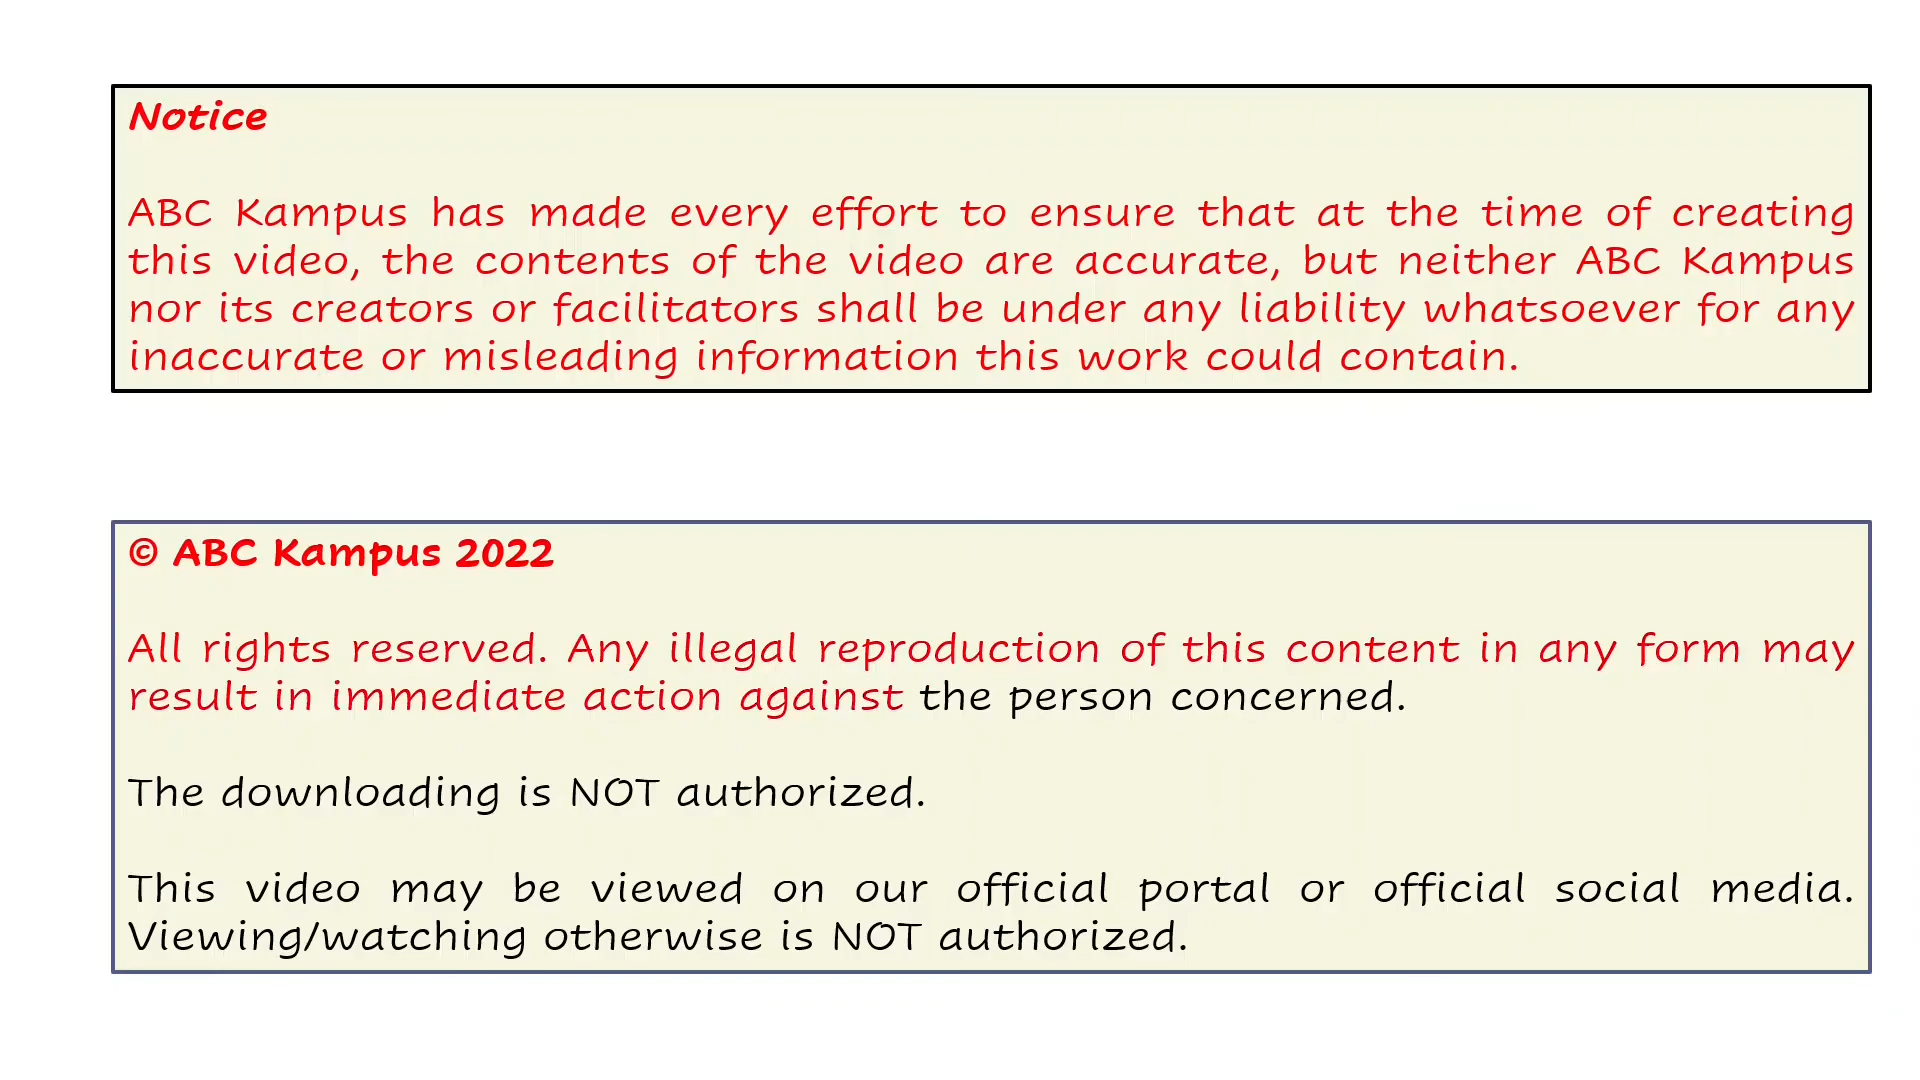 Notice
ABC Kampus has made every effort to ensure that at the time of creating
this video, the contents of the video are accurate, but neither ABC Kampus
nor its creators or facilitators shall be under any liability whatsoever for any
inaccurate or misleading information this work could contain.
© ABC Kampus 2022
All rights reserved. Any illegal reproduction of this content in any form may
result in immediate action against the person concerned.
The downloading is NOT authorized.
This video may be viewed on our official portal or official social media.
Viewing/watching otherwise is NOT authorized.